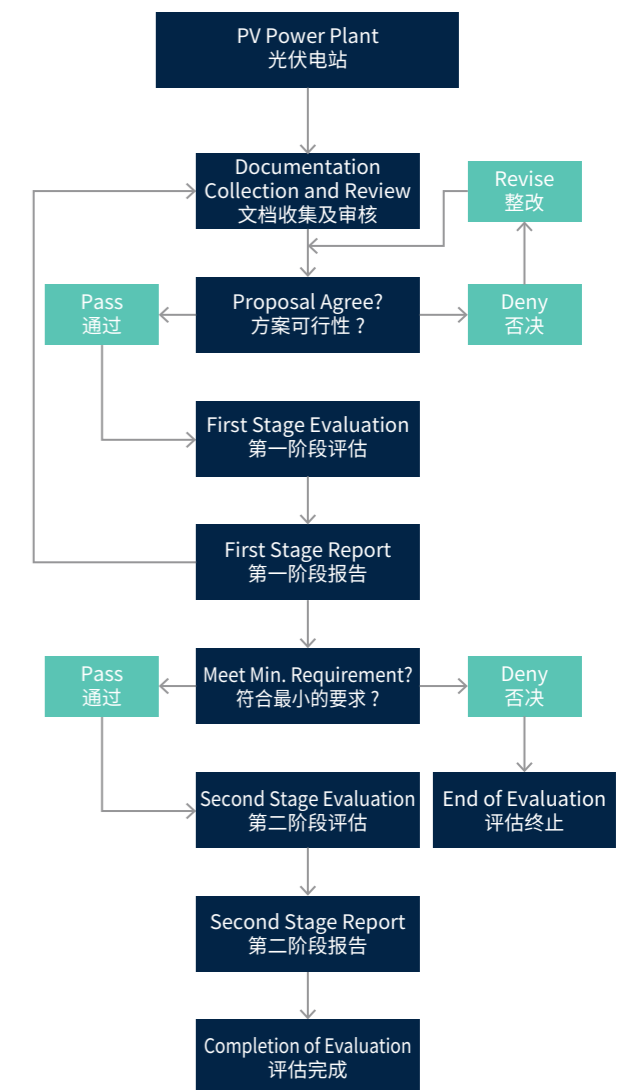 PV Power Plant
光伏电站
Documentation
Collection and Review
文档收集及审核
Revise
整改
Pass
通过
Proposal Agree?
方案可行性 ?
Deny
否决
First Stage Evaluation
第一阶段评估
First Stage Report
第一阶段报告
Pass
通过
Meet Min. Requirement?
符合最小的要求 ?
Deny
否决
Second Stage Evaluation
第二阶段评估
End of Evaluation
评估终止
Second Stage Report
第二阶段报告
Completion of Evaluation
评估完成